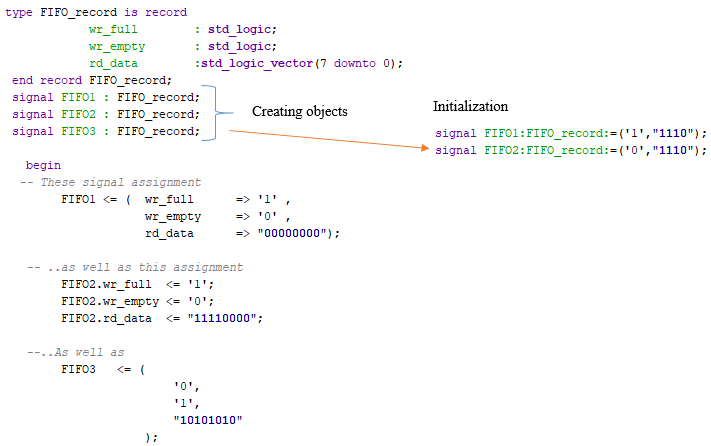 type FIFO_record is record
wr_full : std_logic;
wr_empty : std_logic;
rd_data :std_logic_vector(7 downto 0);
end record FIFO_record;
signal FIFO1 : FIFO_record;
signal FIFO2 : FIFO_record;
signal FIFO3 : FIFO_record;
Creating objects
Initialization
signal FIFO1:FIFO_record:=('1',"1110");
signal FIFO2:FIFO_record:=('0',"1110");
begin
-- These signal assignment
FIFO1 <= ( wr_full => '1' ,
wr_empty => '0' ,
rd_data => "00000000");
-- ..as well as this assignment
FIFO2.wr_full <= '1';
FIFO2.wr_empty <= '0';
FIFO2.rd_data <= "11110000";
--..As well as
FIFO3 <= (
'0',
'1',
"10101010"
);